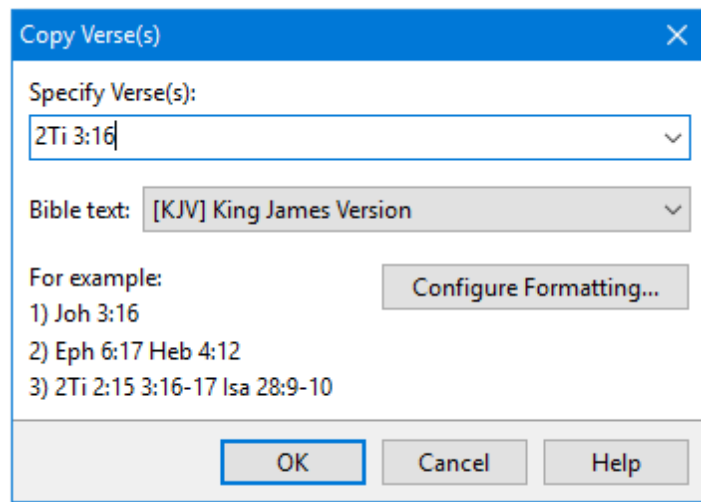 Copy Verse(s)
Specify Verse(s):
2Ti 3:16
Bible text: [KJV] King James Version
For example:
Configure Formatting...
1) Joh 3:16
2) Eph 6:17 Heb 4:12
3) 2Ti 2:15 3:16-17 Isa 28:9-10
OK Cancel Help